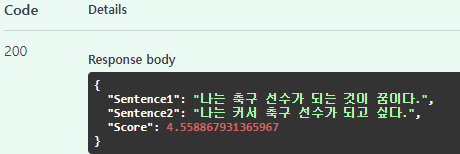 Code Details
200
Response body
{
"Sentence1": "나는 축구 선수가 되는 것이 꿈이다.",
"Sentence2": "나는 커서 축구 선수가 되고 싶다.",
"Score": 4.558867931365967
}